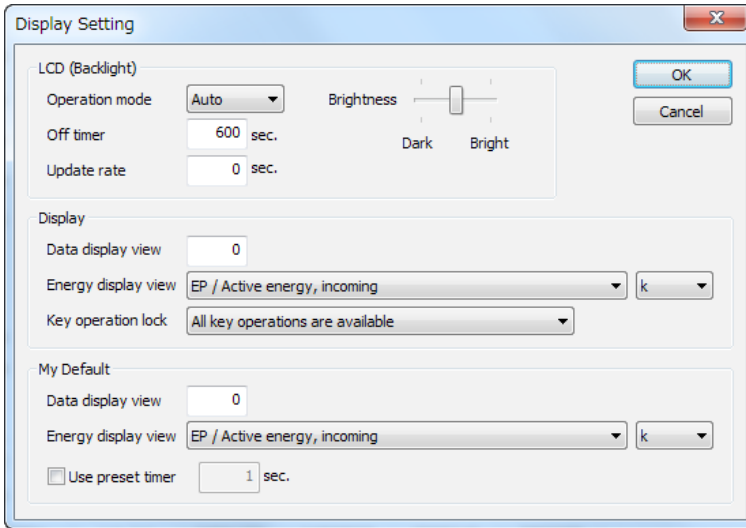 Display Setting
LCD (Backlight)
OK
Operation mode Auto Brightness
Cancel
Off timer 600 sec.
Dark Bright
Update rate 0 sec.
Display
Data display view 0
Energy display view EP / Active energy, incoming k
Key operation lock All key operations are available
My Default
Data display view 0
Energy display view EP / Active energy, incoming k
Use preset timer 1 sec.